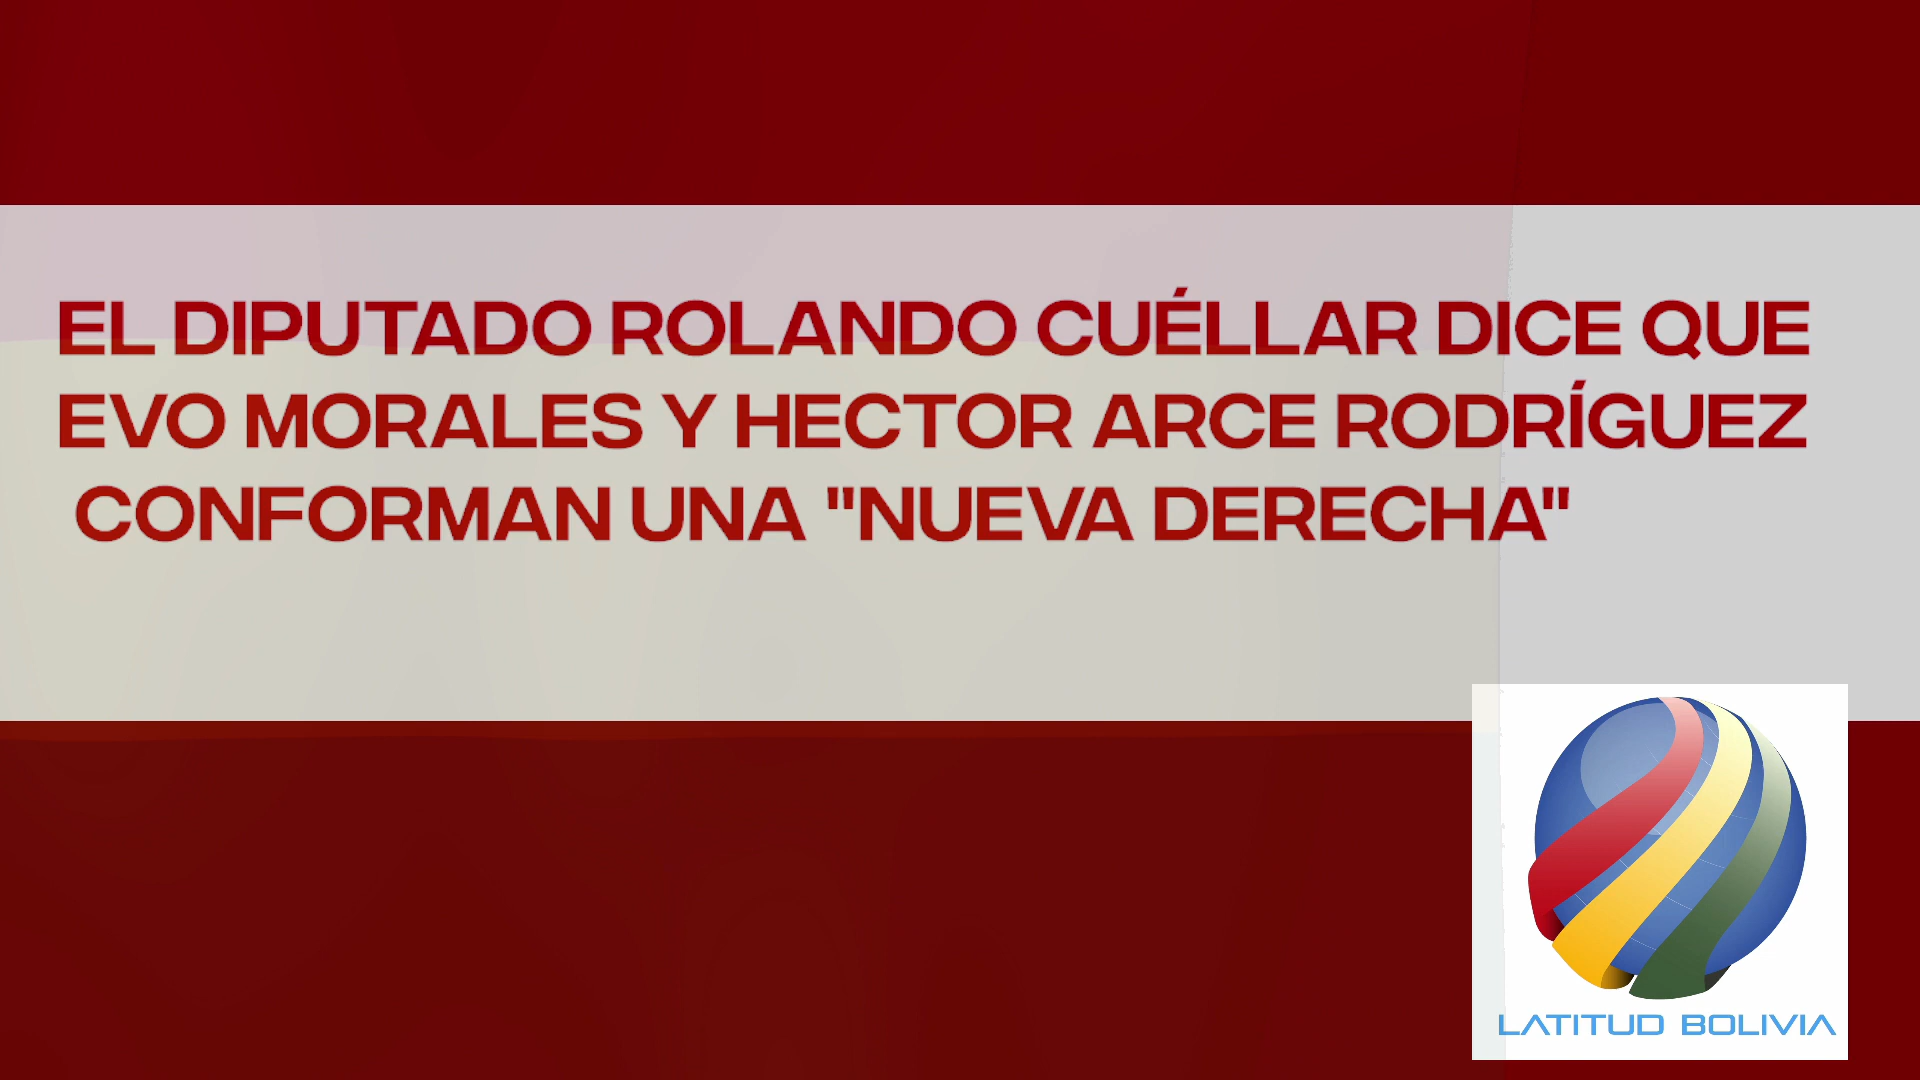 EL DIPUTADO ROLANDO CUÉLLAR DICE QUE
EVO MORALES Y HECTOR ARCE RODRÍGUEZ
CONFORMAN UNA "NUEVA DERECHA"
LATITUD BOLIVIA